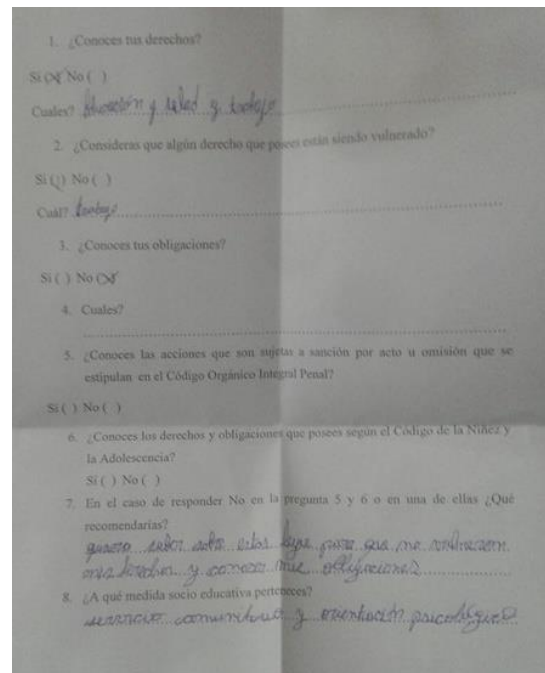 1. ¿Conoces tus derechos?
Si (X) No ( )
Cuales? Educación y salud y trabajo
2. ¿Consideras que algún derecho que posees están siendo vulnerado?
Si (|) No ( )
Cuál? trabajo
3. ¿Conoces tus obligaciones?
Si ( ) No (X)
4. Cuales?
5. ¿Conoces las acciones que son sujetas a sanción por acto u omisión que se
estipulan en el Código Orgánico Integral Penal?
Si ( ) No ( )
6. ¿Conoces los derechos y obligaciones que posees según el Código de la Niñez y
la Adolescencia?
Si ( ) No ( )
7. En el caso de responder No en la pregunta 5 y 6 o en una de ellas ¿Qué
recomendarías?
quiero saber sobre estas leyes para que no
mis derechos y conocer mis obligaciones
8. ¿A qué medida socio educativa perteneces?
servicio comunitario y orientación psicológica